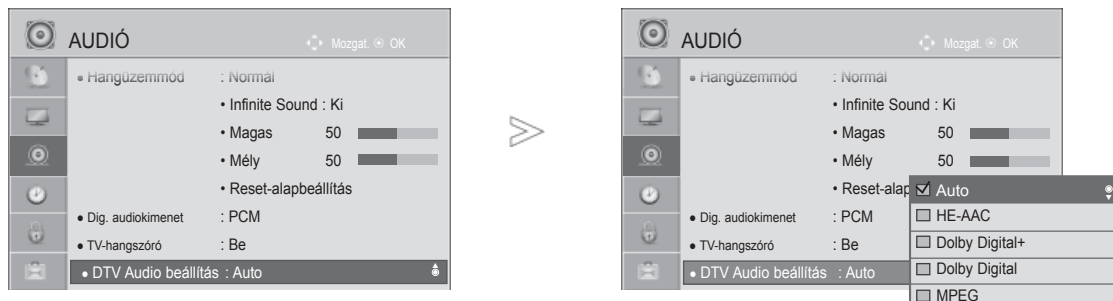 AUDIÓ
Mozgat. OK
• Hangüzemmód : Normál
• Infinite Sound : Ki
• Magas 50
• Mély 50
• Reset-alapbeállítás
● Dig. audiokimenet : PCM
● TV-hangszóró : Be
● DTV Audio beállítás : Auto
AUDIÓ
Mozgat. OK
• Hangüzemmód : Normál
• Infinite Sound : Ki
• Magas 50
• Mély 50
• Reset-alap
● Dig. audiokimenet : PCM
● TV-hangszóró : Be
● DTV Audio beállítás : Auto
Auto
HE-AAC
Dolby Digital+
Dolby Digital
MPEG